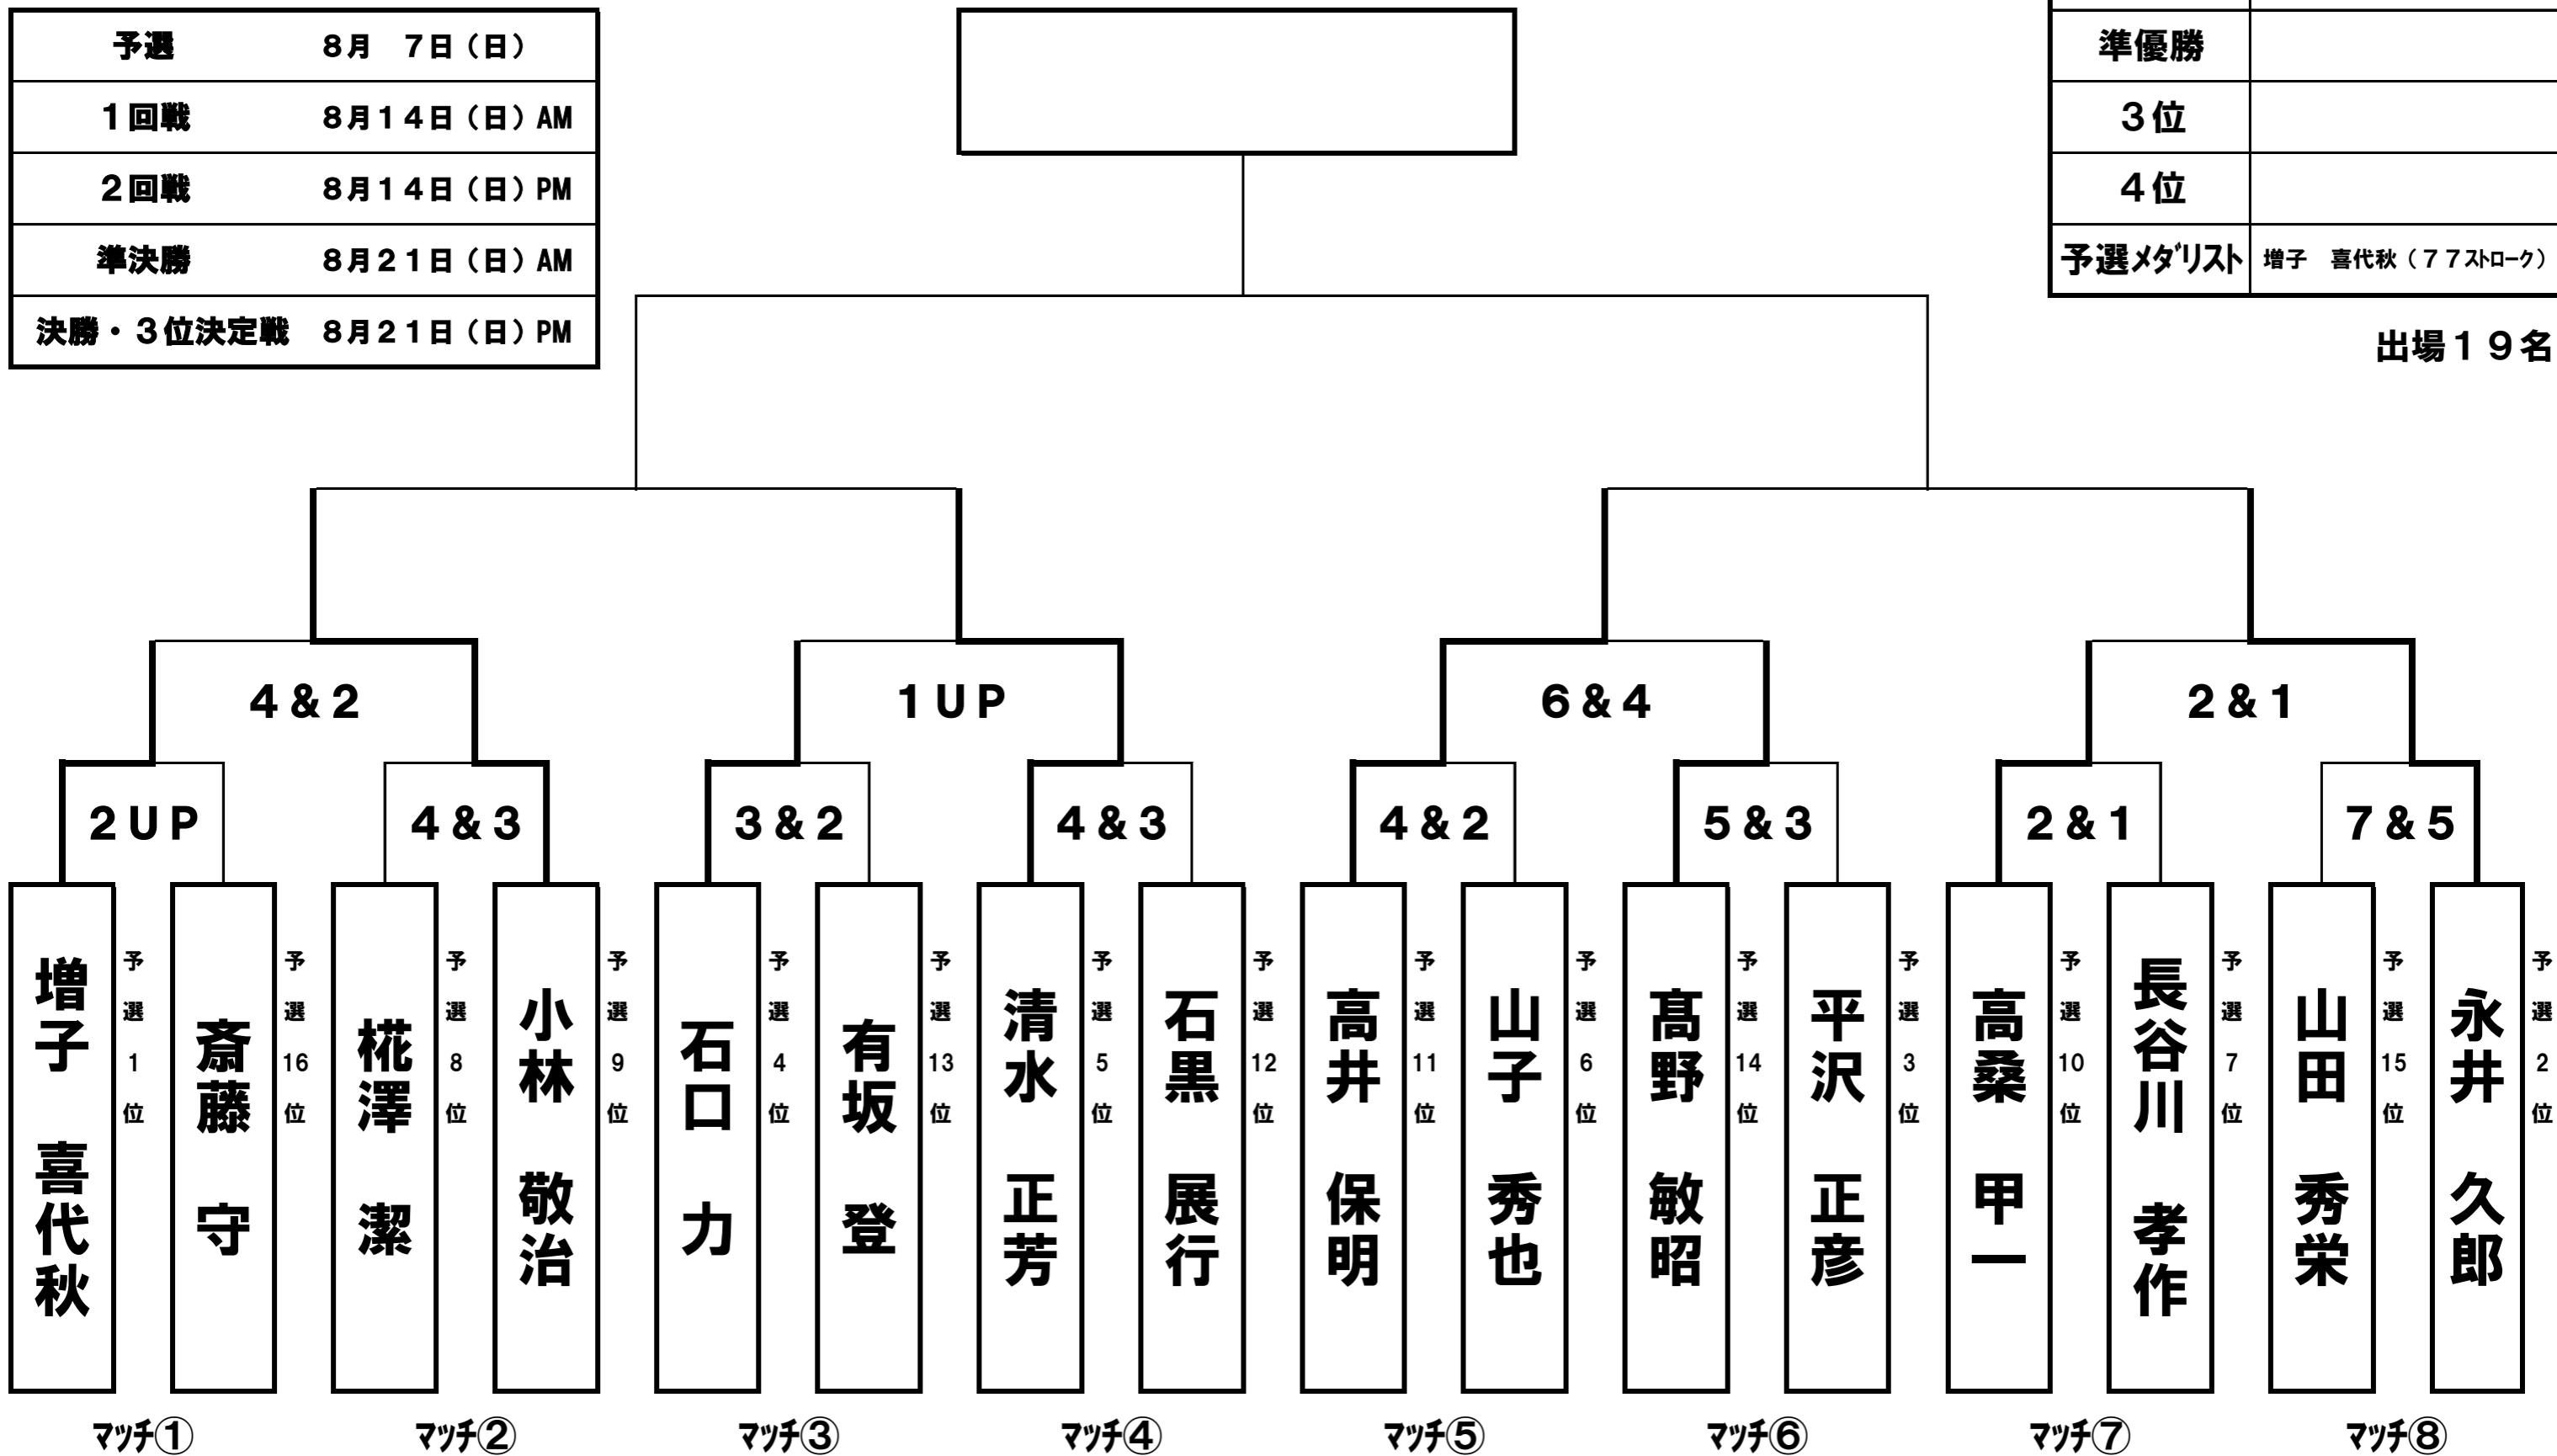 予選 8月 7日（日）
1回戦 8月14日（日）AM
2回戦 8月14日（日）PM
準決勝 8月21日（日）AM
決勝・3位決定戦 8月21日（日）PM
準優勝
3位
4位
予選メダリスト 増子 喜代秋（77ストローク）
出場19名
4&2 1UP 6&4 2&1
2UP 4&3 3&2 4&3 4&2 5&3 2&1 7&5
増子 喜代秋 予選1位
斎藤 守 予選16位
椛澤 潔 予選8位
小林 敬治 予選9位
石口 力 予選4位
有坂 登 予選13位
清水 正芳 予選5位
石黒 展行 予選12位
高井 保明 予選11位
山子 秀也 予選6位
髙野 敏昭 予選14位
平沢 正彦 予選3位
高桑 甲一 予選10位
長谷川 孝作 予選7位
山田 秀栄 予選15位
永井 久郎 予選2位
マッチ① マッチ② マッチ③ マッチ④ マッチ⑤ マッチ⑥ マッチ⑦ マッチ⑧